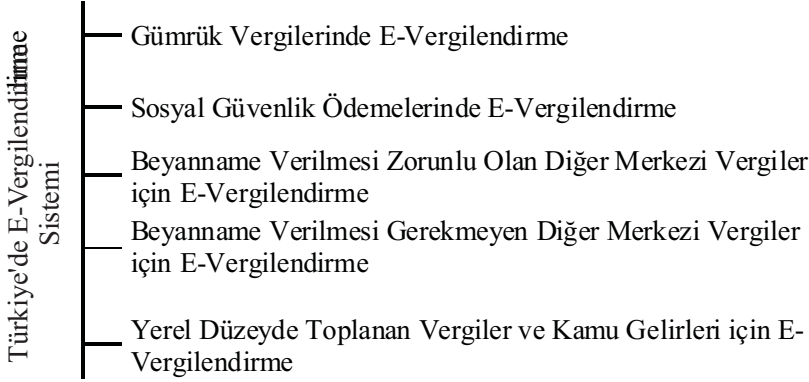 Türkiye'de E-Vergilendirme
Sistemi
Gümrük Vergilerinde E-Vergilendirme
Sosyal Güvenlik Ödemelerinde E-Vergilendirme
Beyanname Verilmesi Zorunlu Olan Diğer Merkezi Vergiler
için E-Vergilendirme
Beyanname Verilmesi Gerekmeyen Diğer Merkezi Vergiler
için E-Vergilendirme
Yerel Düzeyde Toplanan Vergiler ve Kamu Gelirleri için E-
Vergilendirme